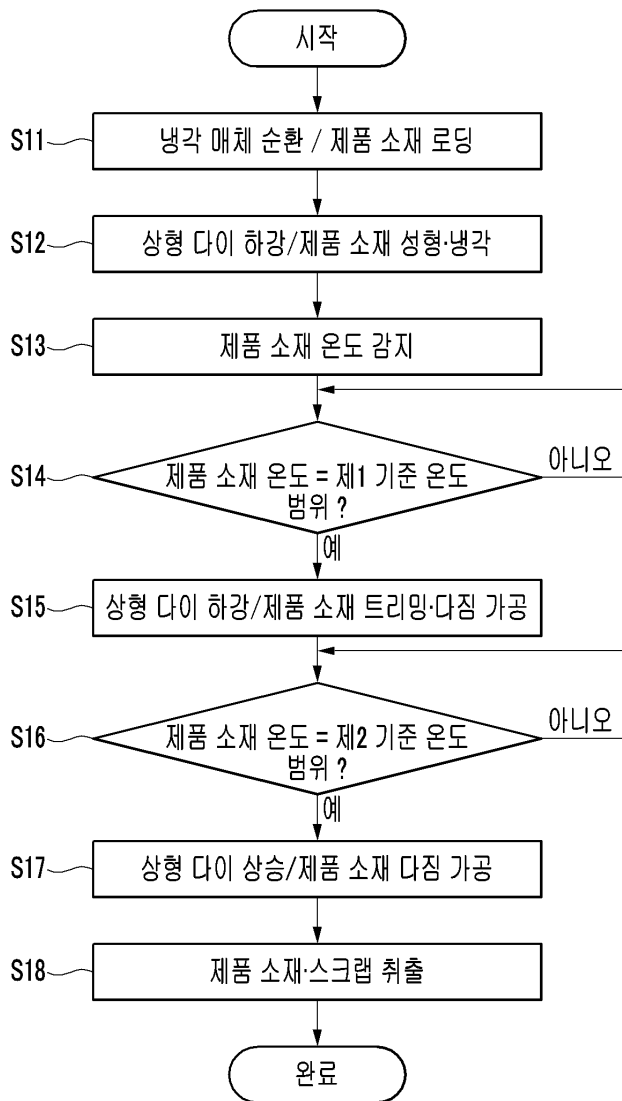 시작
S11
냉각 매체 순환 / 제품 소재 로딩
S12
상형 다이 하강/제품 소재 성형·냉각
S13
제품 소재 온도 감지
S14
제품 소재 온도 = 제1 기준 온도
범위 ?
아니오
예
S15
상형 다이 하강/제품 소재 트리밍·다짐 가공
S16
제품 소재 온도 = 제2 기준 온도
범위 ?
아니오
예
S17
상형 다이 상승/제품 소재 다짐 가공
S18
제품 소재·스크랩 취출
완료